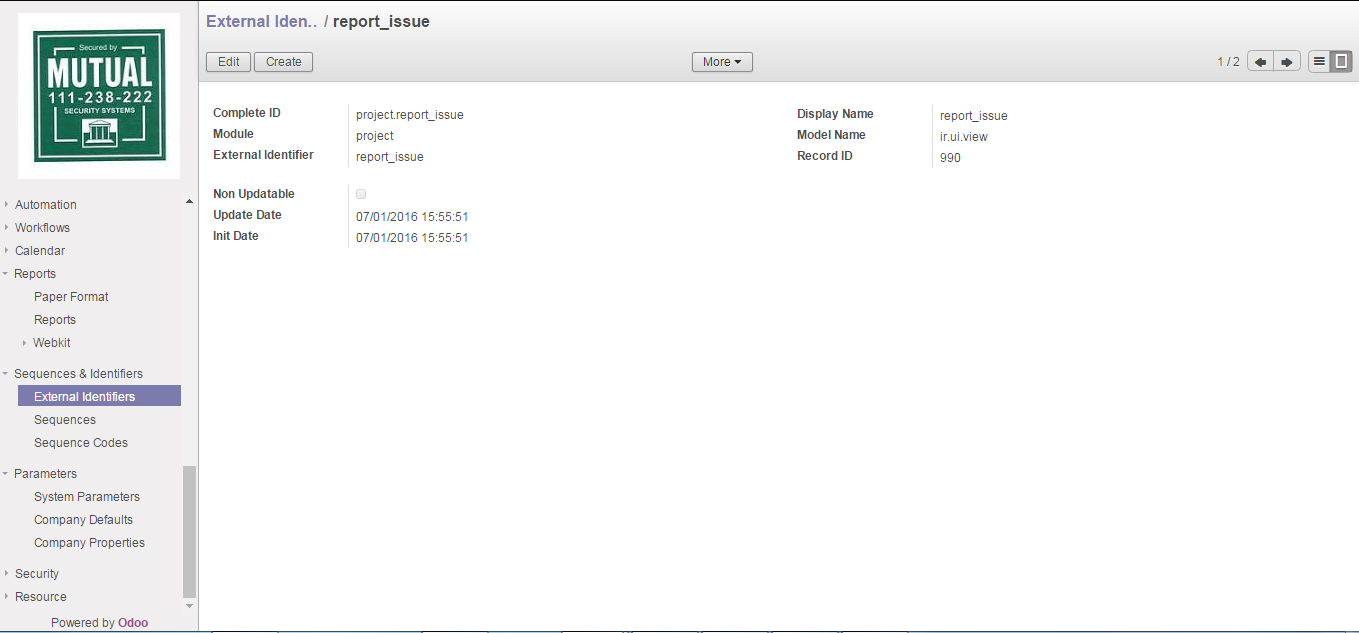 Secured by
MUTUAL
111-238-222
SECURITY SYSTEMS
External Iden.. / report_issue
Edit Create More 1 / 2
Complete ID project.report_issue
Module project
External Identifier report_issue
Display Name report_issue
Model Name ir.ui.view
Record ID 990
Non Updatable
Update Date 07/01/2016 15:55:51
Init Date 07/01/2016 15:55:51
Automation
Workflows
Calendar
Reports
Paper Format
Reports
Webkit
Sequences & Identifiers
External Identifiers
Sequences
Sequence Codes
Parameters
System Parameters
Company Defaults
Company Properties
Security
Resource
Powered by Odoo